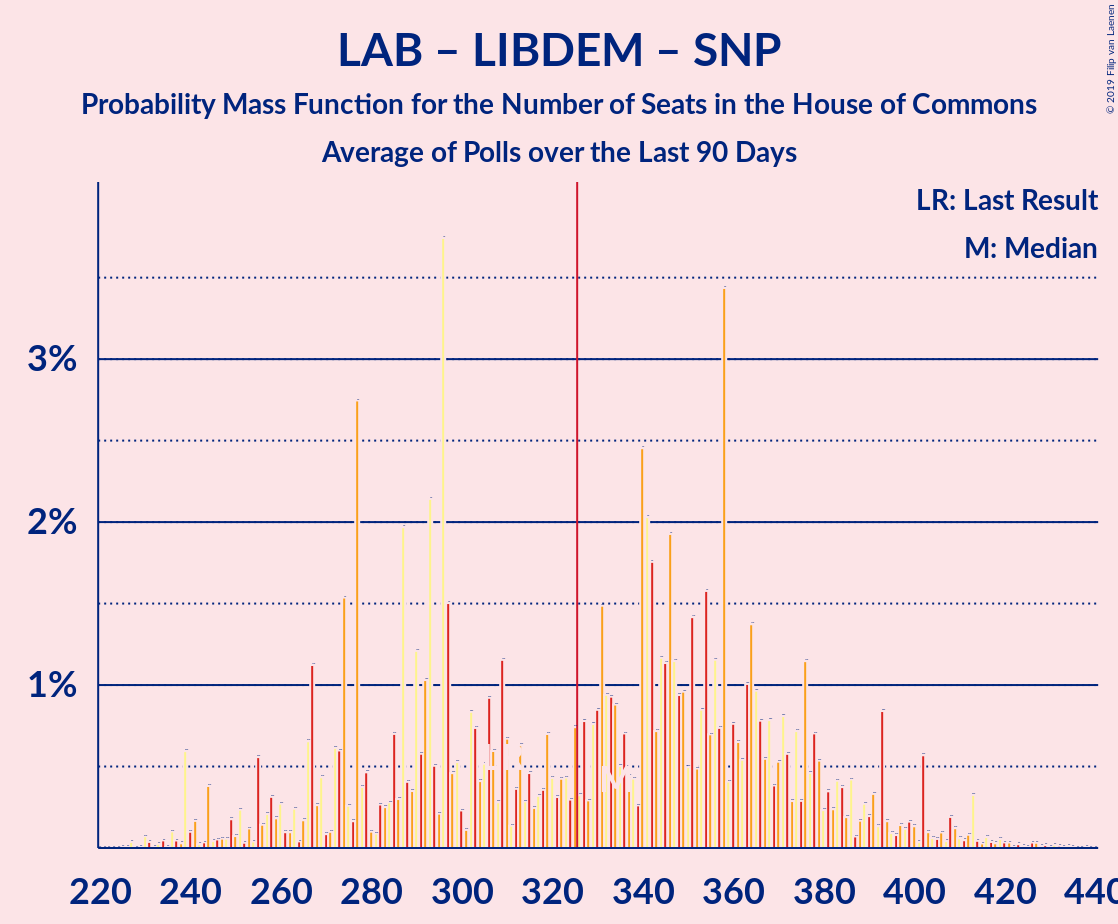 LAB – LIBDEM – SNP
Probability Mass Function for the Number of Seats in the House of Commons
Average of Polls over the Last 90 Days
© 2019 Filip van Laenen
LR: Last Result
M: Median
3%
2%
1%
LR
M
220 240 260 280 300 320 340 360 380 400 420 440